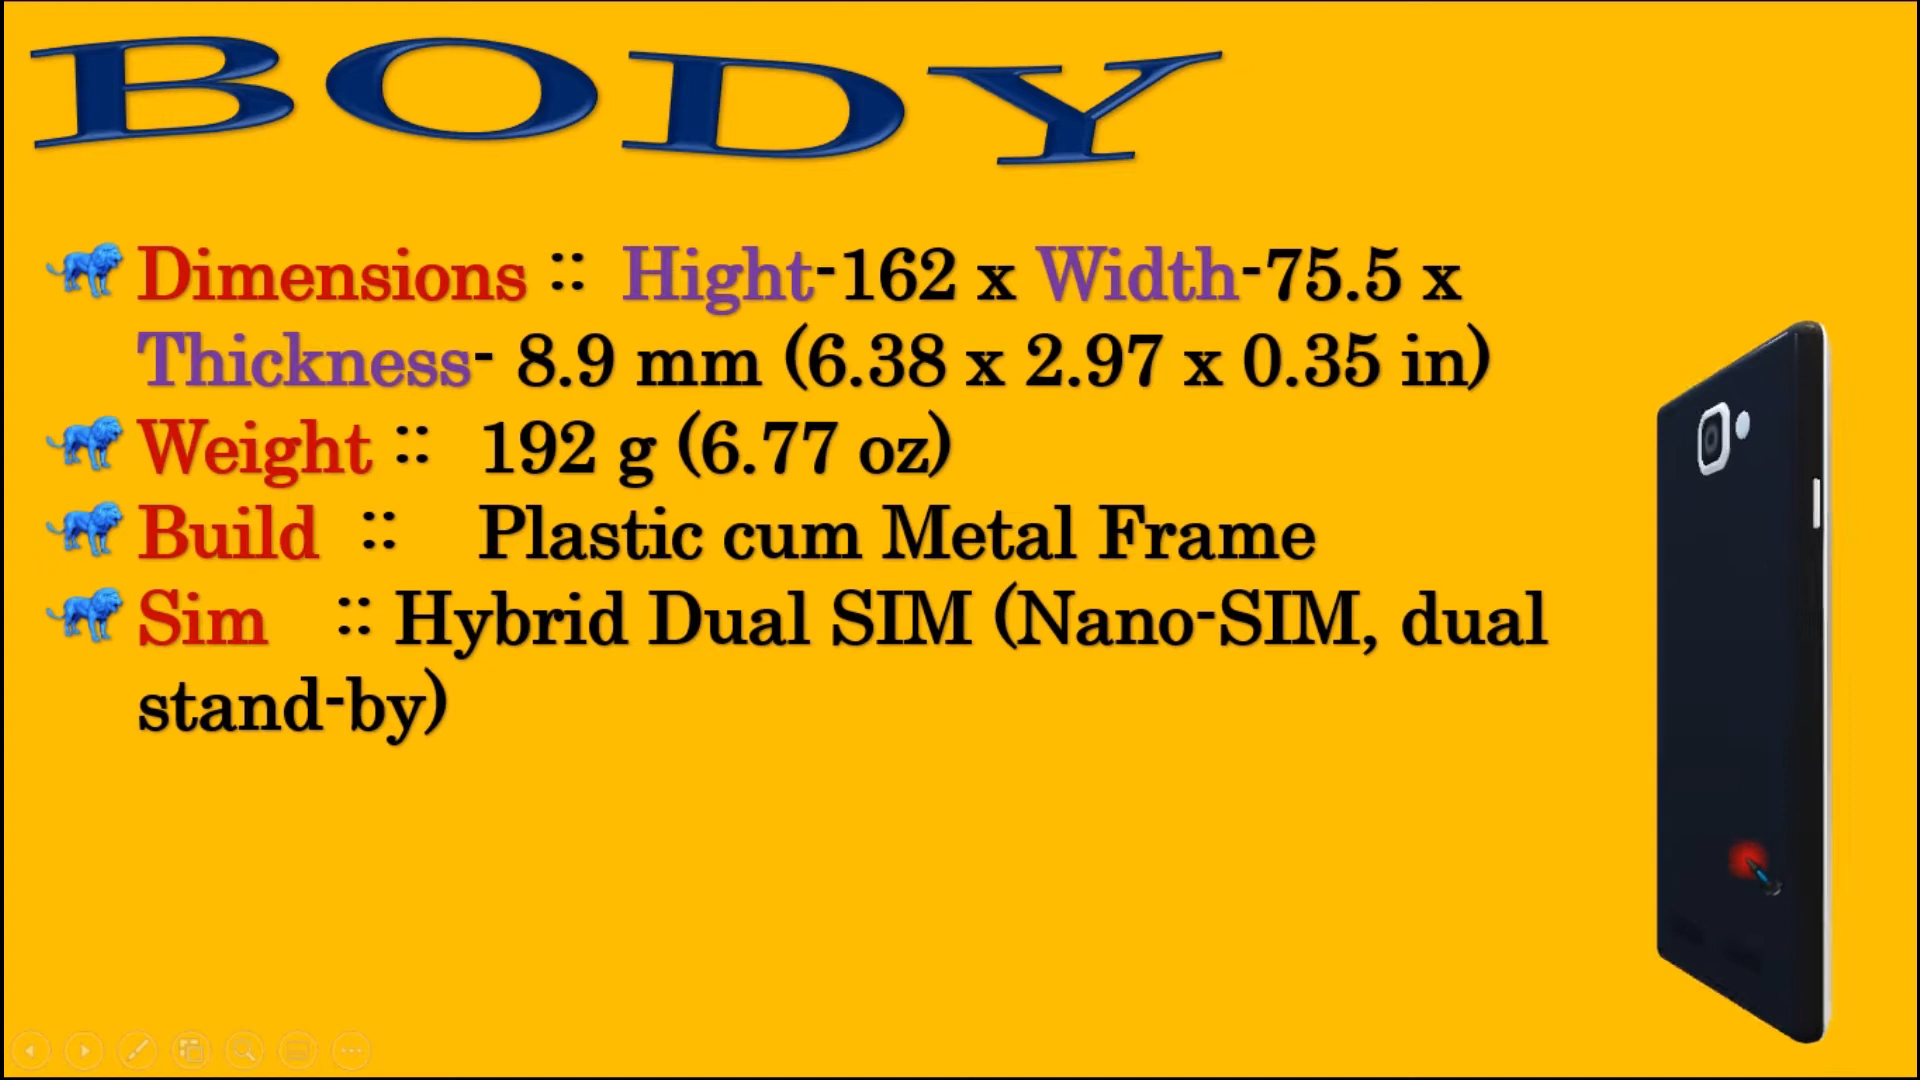 BODY
Dimensions :: Hight-162 x Width-75.5 x
Thickness- 8.9 mm (6.38 x 2.97 x 0.35 in)
Weight :: 192 g (6.77 oz)
Build :: Plastic cum Metal Frame
Sim :: Hybrid Dual SIM (Nano-SIM, dual
stand-by)